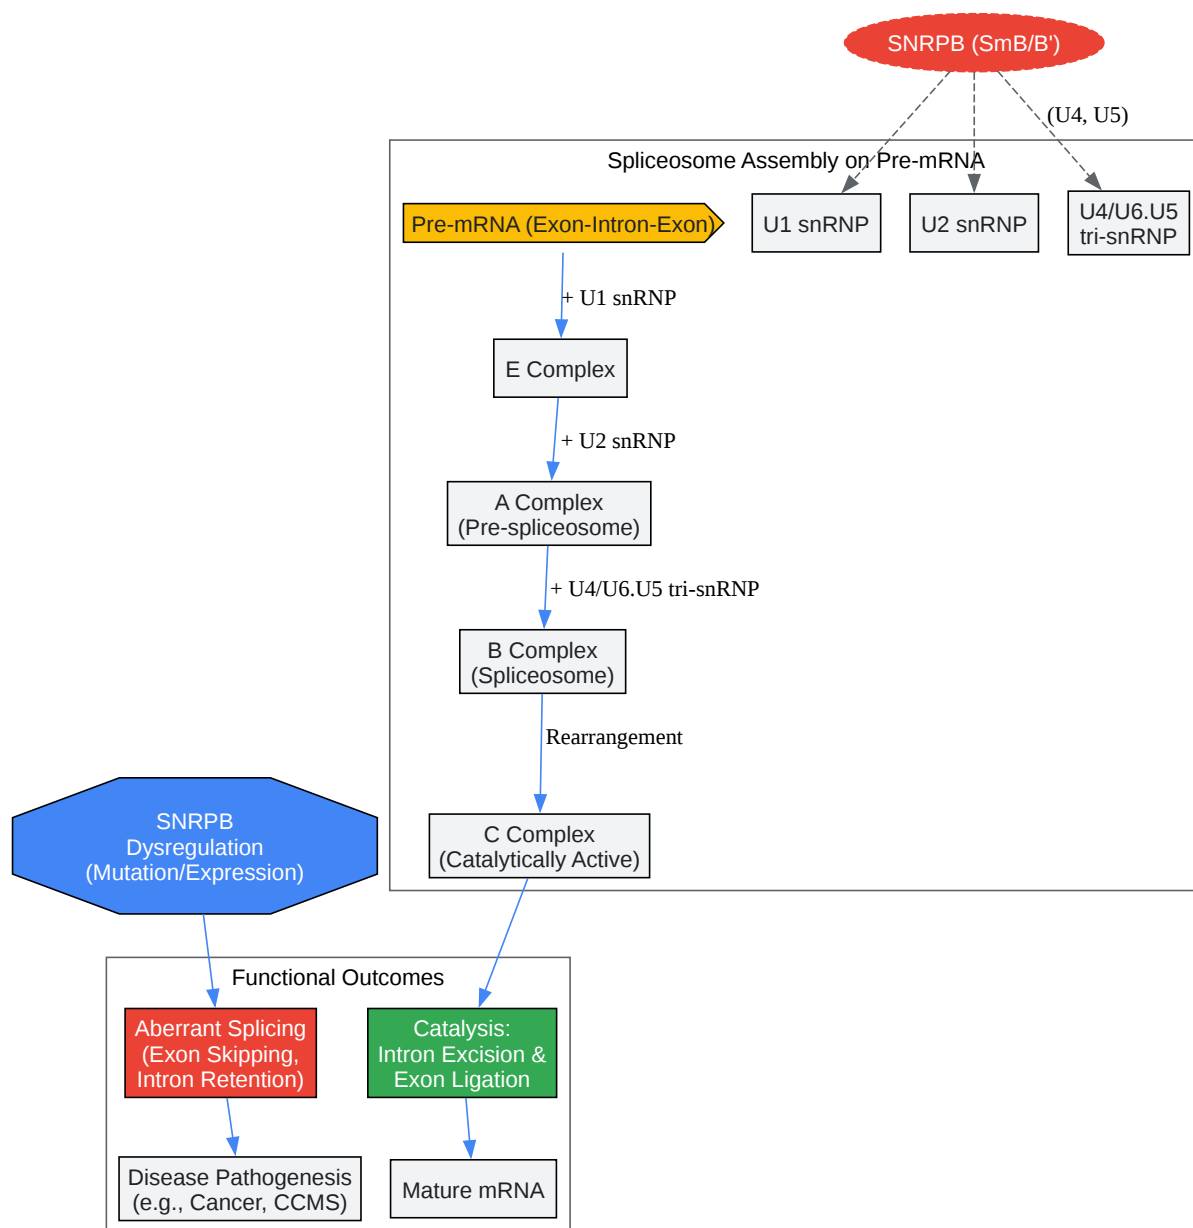 SNRPB (SmB/B')
(U4, U5)
Spliceosome Assembly on Pre-mRNA
Pre-mRNA (Exon-Intron-Exon)
U1 snRNP
U2 snRNP
U4/U6.U5
tri-snRNP
+ U1 snRNP
E Complex
+ U2 snRNP
A Complex
(Pre-spliceosome)
+ U4/U6.U5 tri-snRNP
B Complex
(Spliceosome)
Rearrangement
C Complex
(Catalytically Active)
SNRPB
Dysregulation
(Mutation/Expression)
Functional Outcomes
Aberrant Splicing
(Exon Skipping,
Intron Retention)
Catalysis:
Intron Excision &
Exon Ligation
Disease Pathogenesis
(e.g., Cancer, CCMS)
Mature mRNA